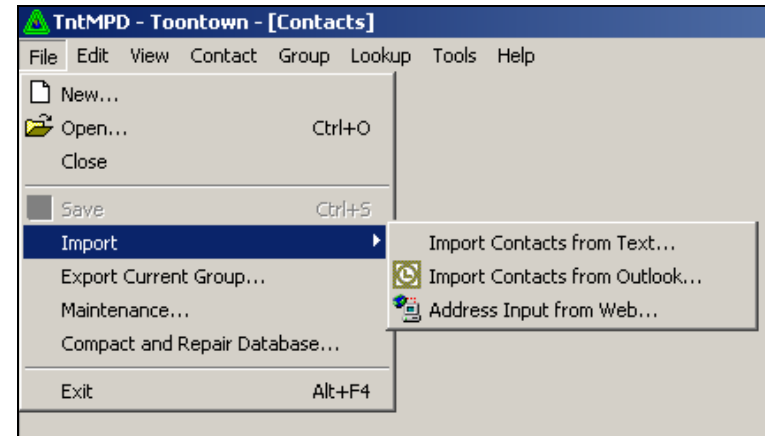 TntMPD - Toontown - [Contacts]
File Edit View Contact Group Lookup Tools Help
New...
Open... Ctrl+O
Close
Save Ctrl+S
Import
Import Contacts from Text...
Export Current Group...
Import Contacts from Outlook...
Maintenance...
Address Input from Web...
Compact and Repair Database...
Exit Alt+F4